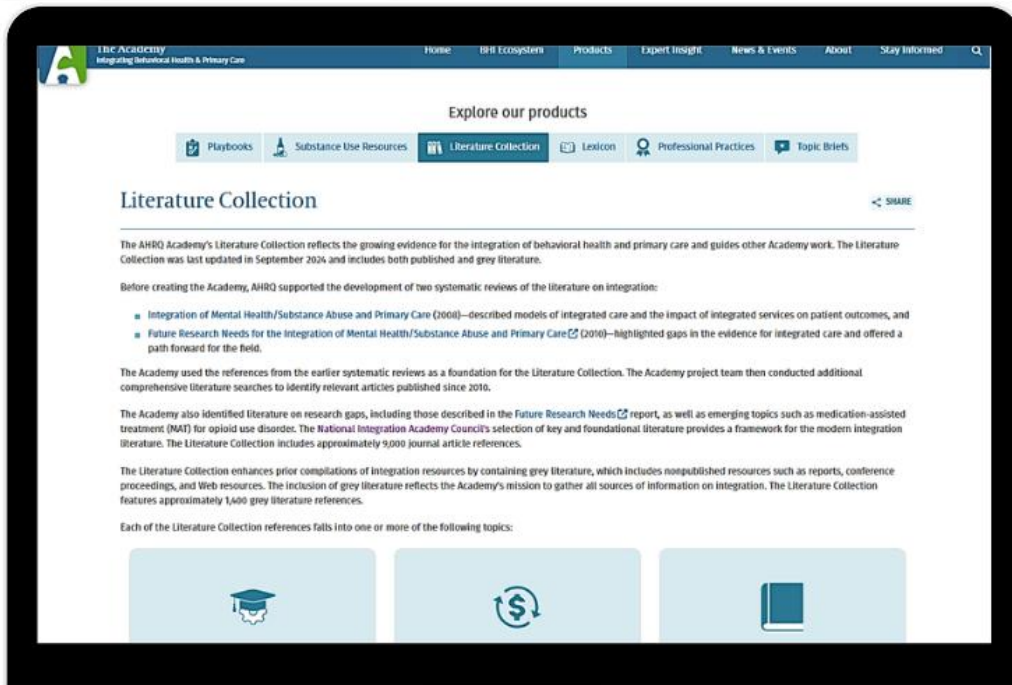 The Academy
Integrating Behavioral Health & Primary Care
Home BHI Ecosystem Products Expert Insight News & Events About Stay Informed
Explore our products
Playbooks Substance Use Resources Literature Collection Lexicon Professional Practices Topic Briefs
Literature Collection
SHARE
The AHRQ Academy's Literature Collection reflects the growing evidence for the integration of behavioral health and primary care and guides other Academy work. The Literature
Collection was last updated in September 2024 and includes both published and grey literature.
Before creating the Academy, AHRQ supported the development of two systematic reviews of the literature on integration:
Integration of Mental Health/Substance Abuse and Primary Care (2008)—described models of integrated care and the impact of integrated services on patient outcomes, and
Future Research Needs for the Integration of Mental Health/Substance Abuse and Primary Care (2010)—highlighted gaps in the evidence for integrated care and offered a
path forward for the field.
The Academy used the references from the earlier systematic reviews as a foundation for the Literature Collection. The Academy project team then conducted additional
comprehensive literature searches to identify relevant articles published since 2010.
The Academy also identified literature on research gaps, including those described in the Future Research Needs report, as well as emerging topics such as medication-assisted
treatment (MAT) for opioid use disorder. The National Integration Academy Council's selection of key and foundational literature provides a framework for the modern integration
literature. The Literature Collection includes approximately 9,000 journal article references.
The Literature Collection enhances prior compilations of integration resources by containing grey literature, which includes nonpublished resources such as reports, conference
proceedings, and Web resources. The inclusion of grey literature reflects the Academy's mission to gather all sources of information on integration. The Literature Collection
features approximately 1,400 grey literature references.
Each of the Literature Collection references falls into one or more of the following topics: